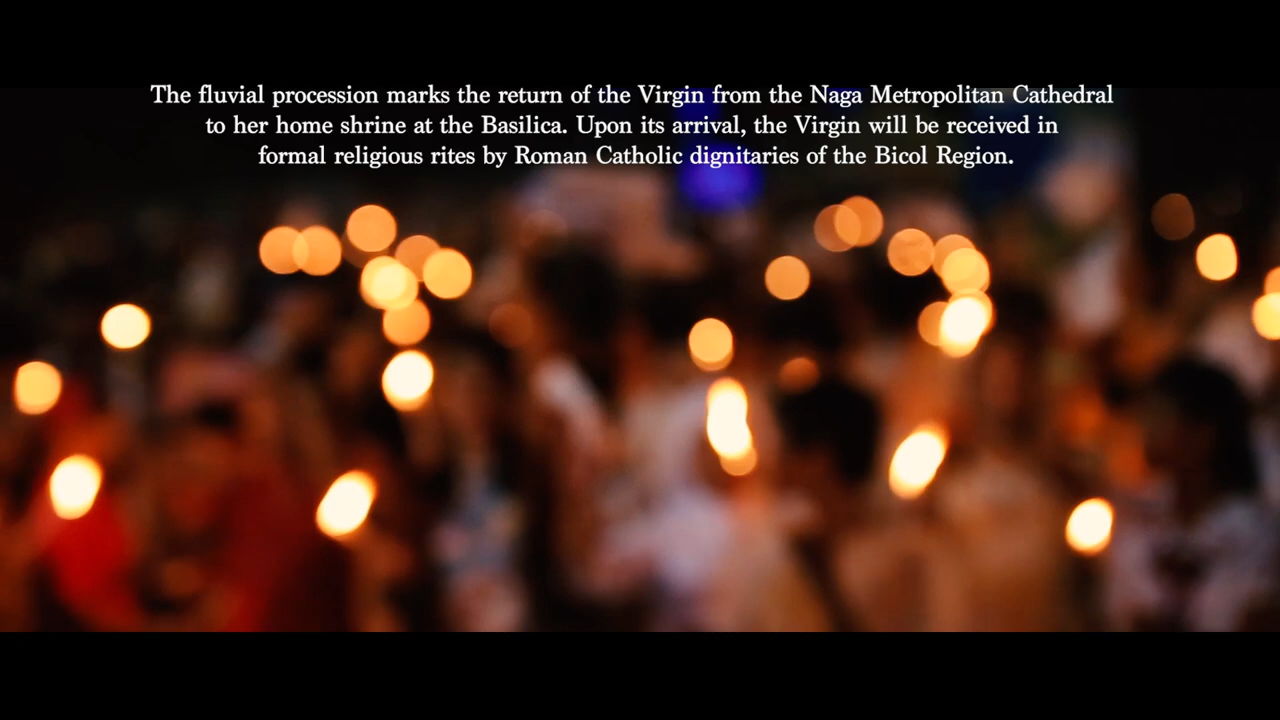 The fluvial procession marks the return of the Virgin from the Naga Metropolitan Cathedral
to her home shrine at the Basilica. Upon its arrival, the Virgin will be received in
formal religious rites by Roman Catholic dignitaries of the Bicol Region.